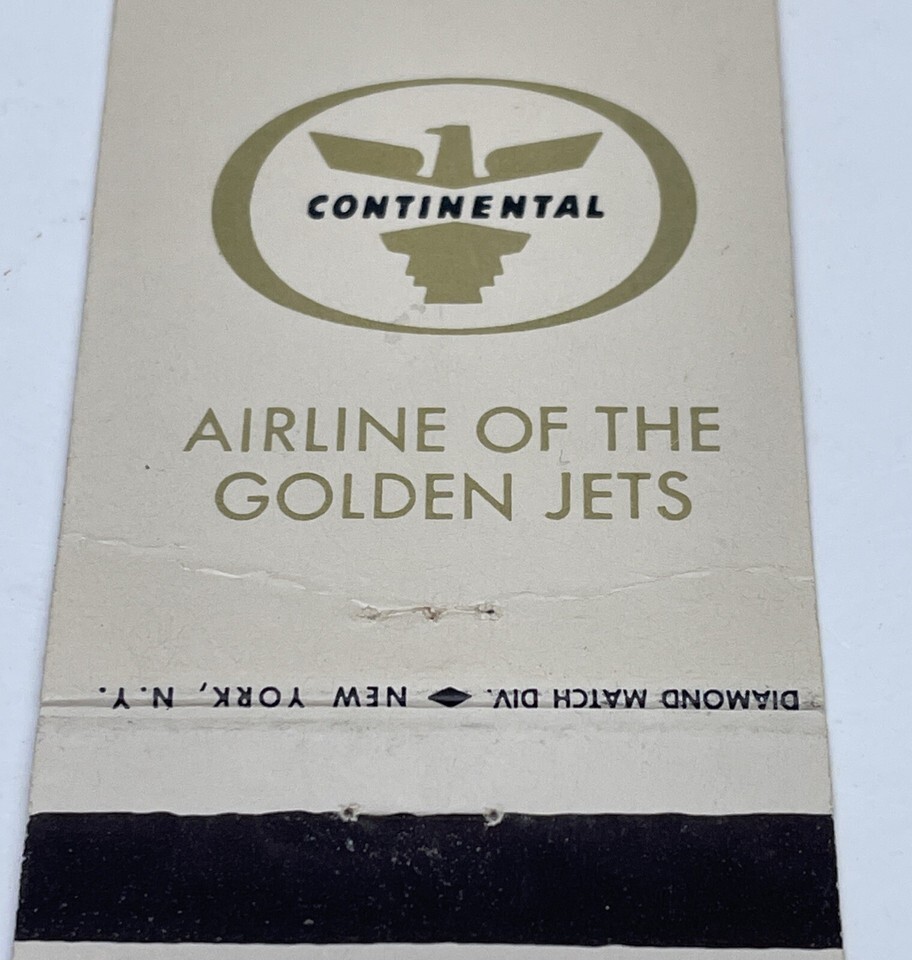 CONTINENTAL
AIRLINE OF THE
GOLDEN JETS
DIAMOND MATCH DIV. ◆ NEW YORK, N.Y.